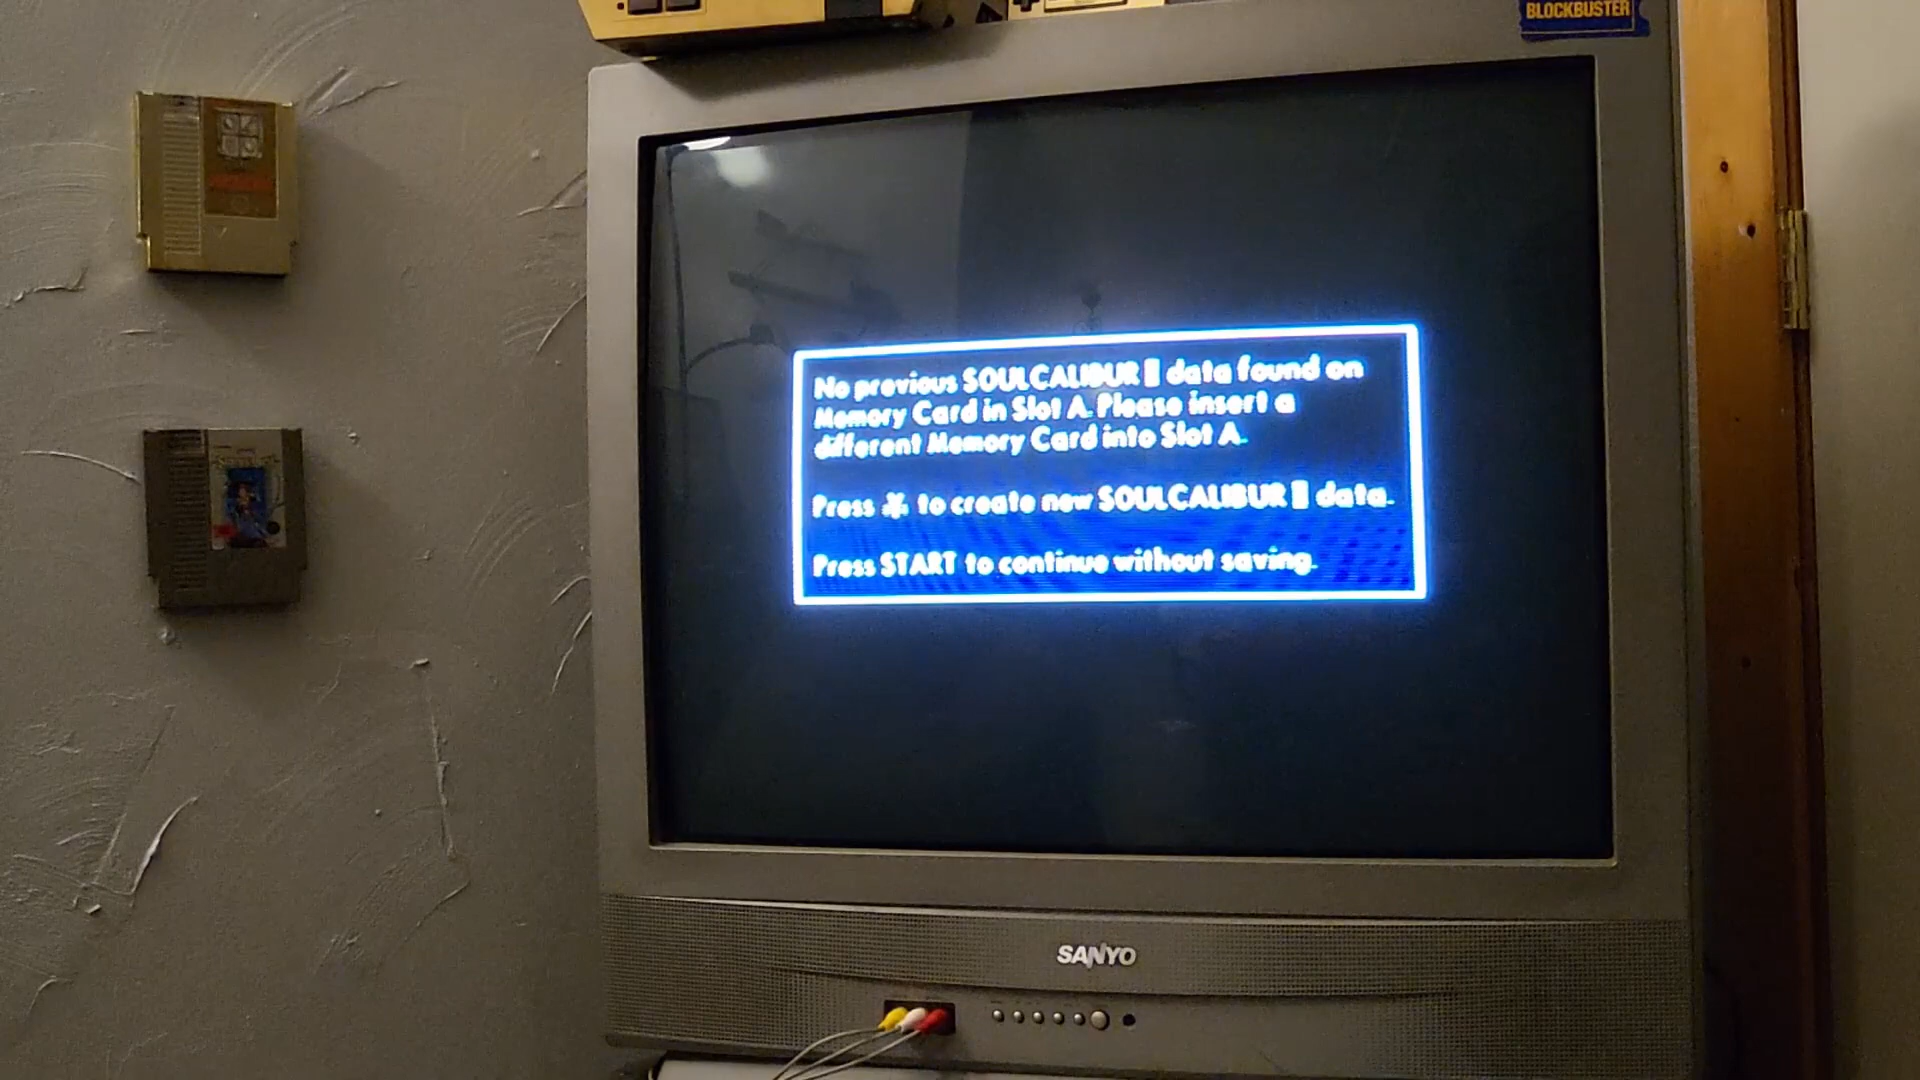 BLOCKBUSTER
No previous SOULCALIBUR II data found on
Memory Card in Slot A. Please insert a
different Memory Card into Slot A.
Press to create new SOULCALIBUR II data.
Press START to continue without saving.
SANYO